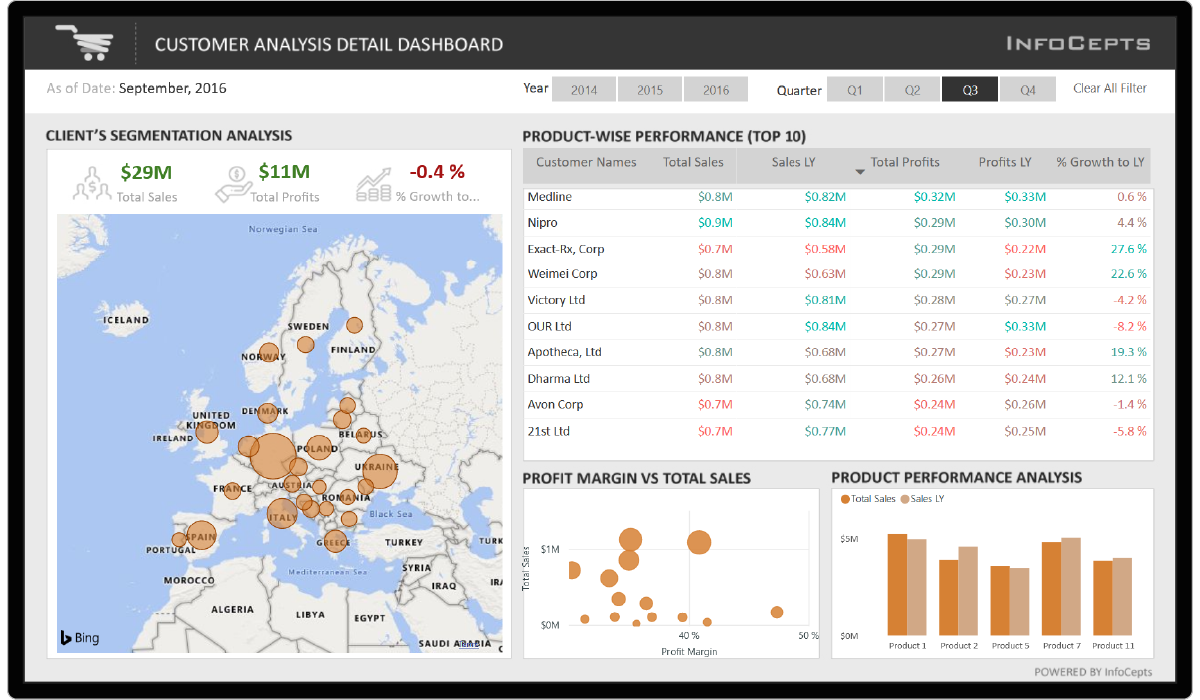 CUSTOMER ANALYSIS DETAIL DASHBOARD
INFOCEPTS
As of Date: September, 2016
Year 2014 2015 2016 Quarter Q1 Q2 Q3 Q4 Clear All Filter
CLIENT'S SEGMENTATION ANALYSIS
$29M
Total Sales
$11M
Total Profits
-0.4 %
% Growth to...
Norwegian Sea
ICELAND
SWEDEN
FINLAND
NORWAY
DENMARK
UNITED
KINGDOM
IRELAND
BELARUS
POLAND
UKRAINE
FRANCE
AUSTRIA
ROMANIA
ITALY
Black Sea
SPAIN
PORTUGAL
GREECE
TURKEY
TURK
Mediterranean Sea
SYRIA
MOROCCO
IRAQ
IRA
ALGERIA
LIBYA
EGYPT
SAUDI ARABIA
Bing
PRODUCT-WISE PERFORMANCE (TOP 10)
Customer Names Total Sales Sales LY Total Profits Profits LY % Growth to LY
Medline $0.8M $0.82M $0.32M $0.33M 0.6 %
Nipro $0.9M $0.84M $0.29M $0.30M 4.4 %
Exact-Rx, Corp $0.7M $0.58M $0.29M $0.22M 27.6 %
Weimei Corp $0.8M $0.63M $0.29M $0.23M 22.6 %
Victory Ltd $0.8M $0.81M $0.28M $0.27M -4.2 %
OUR Ltd $0.8M $0.84M $0.27M $0.33M -8.2 %
Apotheca, Ltd $0.8M $0.68M $0.27M $0.23M 19.3 %
Dharma Ltd $0.8M $0.68M $0.26M $0.24M 12.1 %
Avon Corp $0.7M $0.74M $0.24M $0.26M -1.4 %
21st Ltd $0.7M $0.77M $0.24M $0.25M -5.8 %
PROFIT MARGIN VS TOTAL SALES
Total Sales
$1M
$0M
40 % 50 %
Profit Margin
PRODUCT PERFORMANCE ANALYSIS
Total Sales Sales LY
$5M
$0M
Product 1 Product 2 Product 5 Product 7 Product 11
POWERED BY InfoCepts